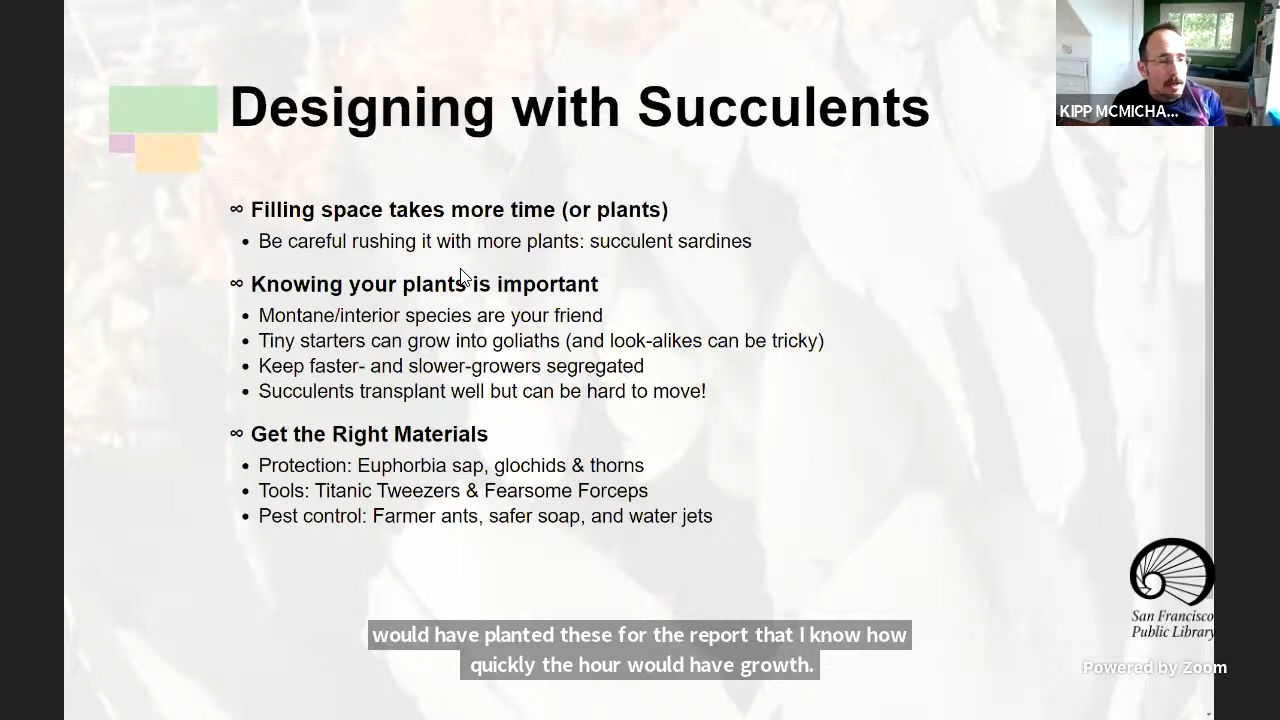 Designing with Succulents
KIPP MCMICHA...
∞ Filling space takes more time (or plants)
• Be careful rushing it with more plants: succulent sardines
∞ Knowing your plants is important
• Montane/interior species are your friend
• Tiny starters can grow into goliaths (and look-alikes can be tricky)
• Keep faster- and slower-growers segregated
• Succulents transplant well but can be hard to move!
∞ Get the Right Materials
• Protection: Euphorbia sap, glochids & thorns
• Tools: Titanic Tweezers & Fearsome Forceps
• Pest control: Farmer ants, safer soap, and water jets
San Francisco
Public Library
would have planted these for the report that I know how
quickly the hour would have growth.
Powered by Zoom